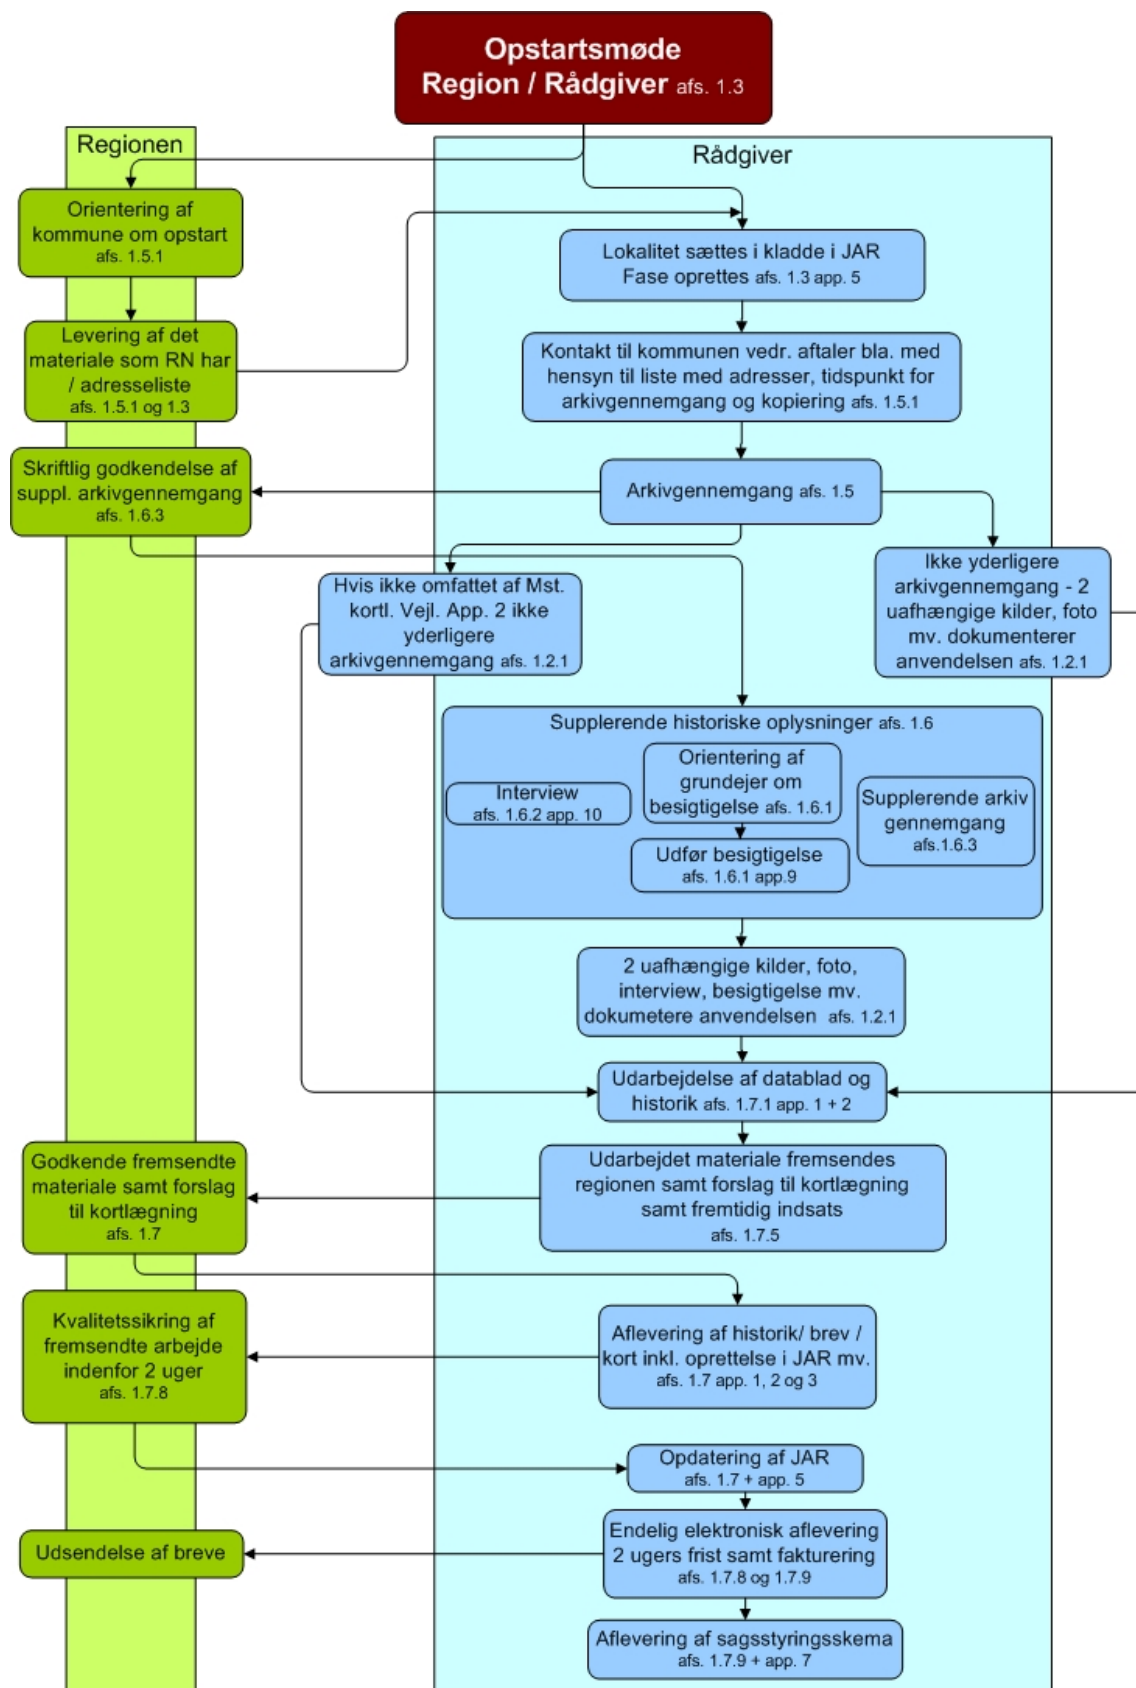 Opstartsmøde
Region / Rådgiver afs. 1.3
Regionen
Rådgiver
Orientering af
kommune om opstart
afs. 1.5.1
Lokalitet sættes i kladde i JAR
Fase oprettes afs. 1.3 app. 5
Levering af det
materiale som RN har
/ adresseliste
afs. 1.5.1 og 1.3
Kontakt til kommunen vedr. aftaler bla. med
hensyn til liste med adresser, tidspunkt for
arkivgennemgang og kopiering afs. 1.5.1
Skriftlig godkendelse af
suppl. arkivgennemgang
afs. 1.6.3
Arkivgennemgang afs. 1.5
Hvis ikke omfattet af Mst.
kortl. Vejl. App. 2 ikke
yderligere
arkivgennemgang afs. 1.2.1
Ikke yderligere
arkivgennemgang - 2
uafhængige kilder, foto
mv. dokumenterer
anvendelsen afs. 1.2.1
Supplerende historiske oplysninger afs. 1.6
Interview
afs. 1.6.2 app. 10
Orientering af
grundejer om
besigtigelse afs. 1.6.1
Udfør besigtigelse
afs. 1.6.1 app.9
Supplerende arkiv
gennemgang
afs.1.6.3
2 uafhængige kilder, foto,
interview, besigtigelse mv.
dokumetere anvendelsen afs. 1.2.1
Udarbejdelse af datablad og
historik afs. 1.7.1 app. 1 + 2
Godkende fremsendte
materiale samt forslag
til kortlægning
afs. 1.7
Udarbejdet materiale fremsendes
regionen samt forslag til kortlægning
samt fremtidig indsats
afs. 1.7.5
Kvalitetssikring af
fremsendte arbejde
indenfor 2 uger
afs. 1.7.8
Aflevering af historik/ brev /
kort inkl. oprettelse i JAR mv.
afs. 1.7 app. 1, 2 og 3
Opdatering af JAR
afs. 1.7 + app. 5
Udsendelse af breve
Endelig elektronisk aflevering
2 ugers frist samt fakturering
afs. 1.7.8 og 1.7.9
Aflevering af sagsstyringsskema
afs. 1.7.9 + app. 7